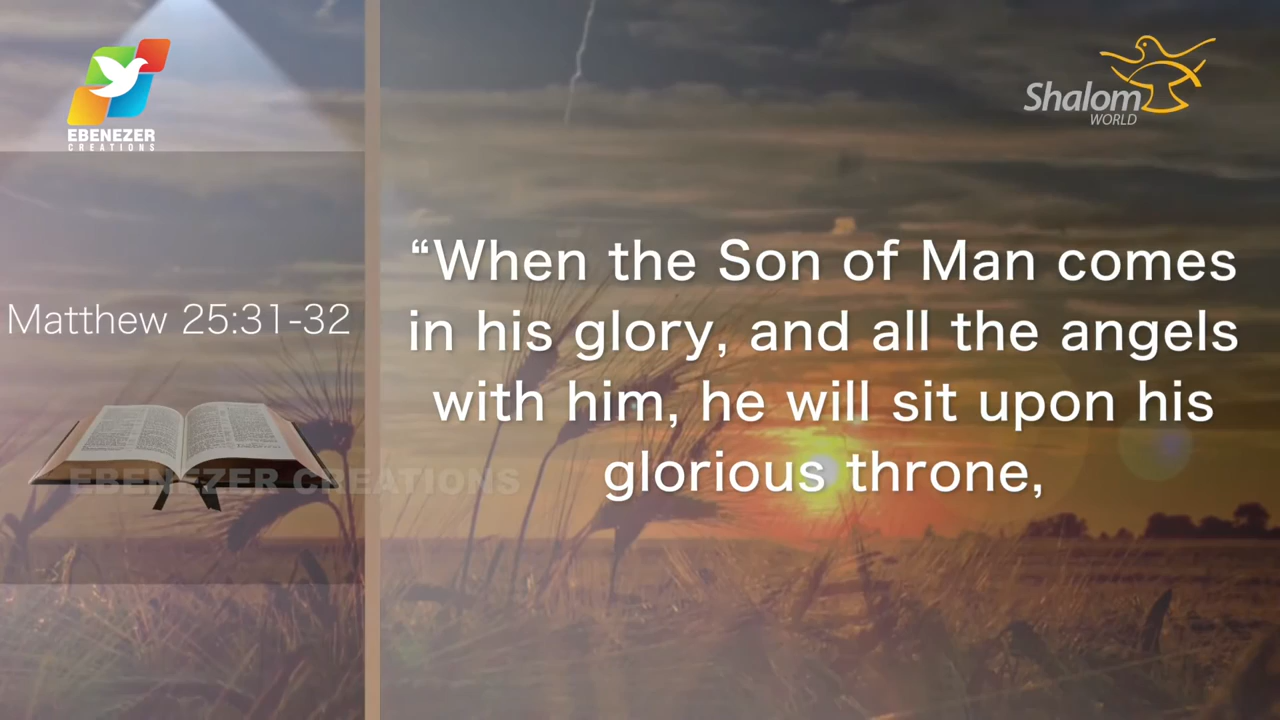 EBENEZER
CREATIONS
Shalom
WORLD
Matthew 25:31-32
“When the Son of Man comes
in his glory, and all the angels
with him, he will sit upon his
glorious throne,
EBENEZER CREATIONS